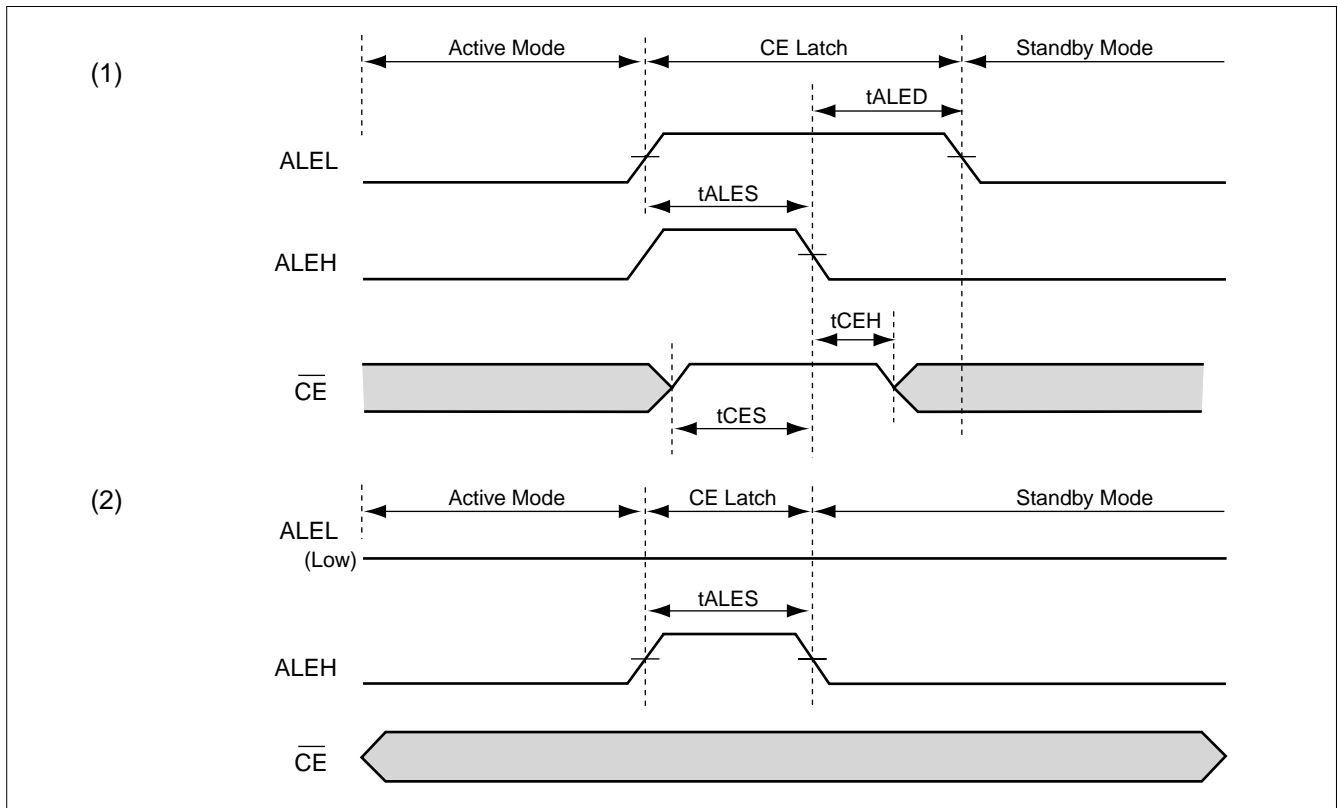 (1)
Active Mode CE Latch Standby Mode
tALED
ALEL
tALES
ALEH
tCEH
CE
tCES
(2)
Active Mode CE Latch Standby Mode
ALEL
(Low)
tALES
ALEH
CE